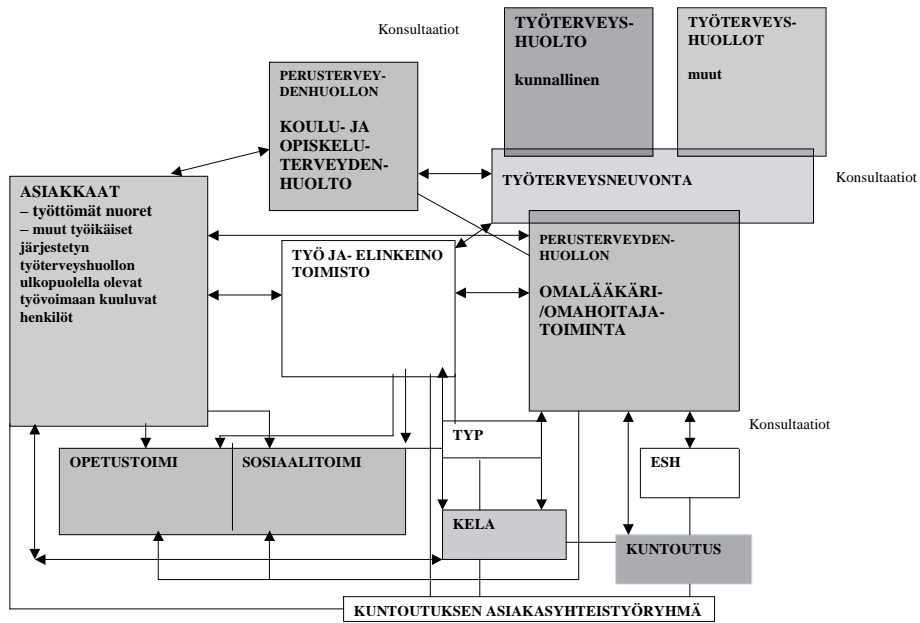 Konsultaatiot
TYÖTERVEYS-
HUOLTO
kunnallinen
TYÖTERVEYS-
HUOLLOT
muut
PERUSTERVEY-
DENHUOLLON
KOULU- JA
OPISKELU-
TERVEYDEN-
HUOLTO
TYÖTERVEYSNEUVONTA
Konsultaatiot
ASIAKKAAT
– työttömät nuoret
– muut työikäiset
järjestetyn
työterveyshuollon
ulkopuolella olevat
työvoimaan kuuluvat
henkilöt
TYÖ JA- ELINKEINO
TOIMISTO
PERUSTERVEYDEN-
HUOLLON
OMALÄÄKÄRI-
/OMAHOITAJA-
TOIMINTA
Konsultaatiot
TYP
OPETUSTOIMI
SOSIAALITOIMI
ESH
KELA
KUNTOUTUS
KUNTOUTUKSEN ASIAKASYHTEISTYÖRYHMÄ